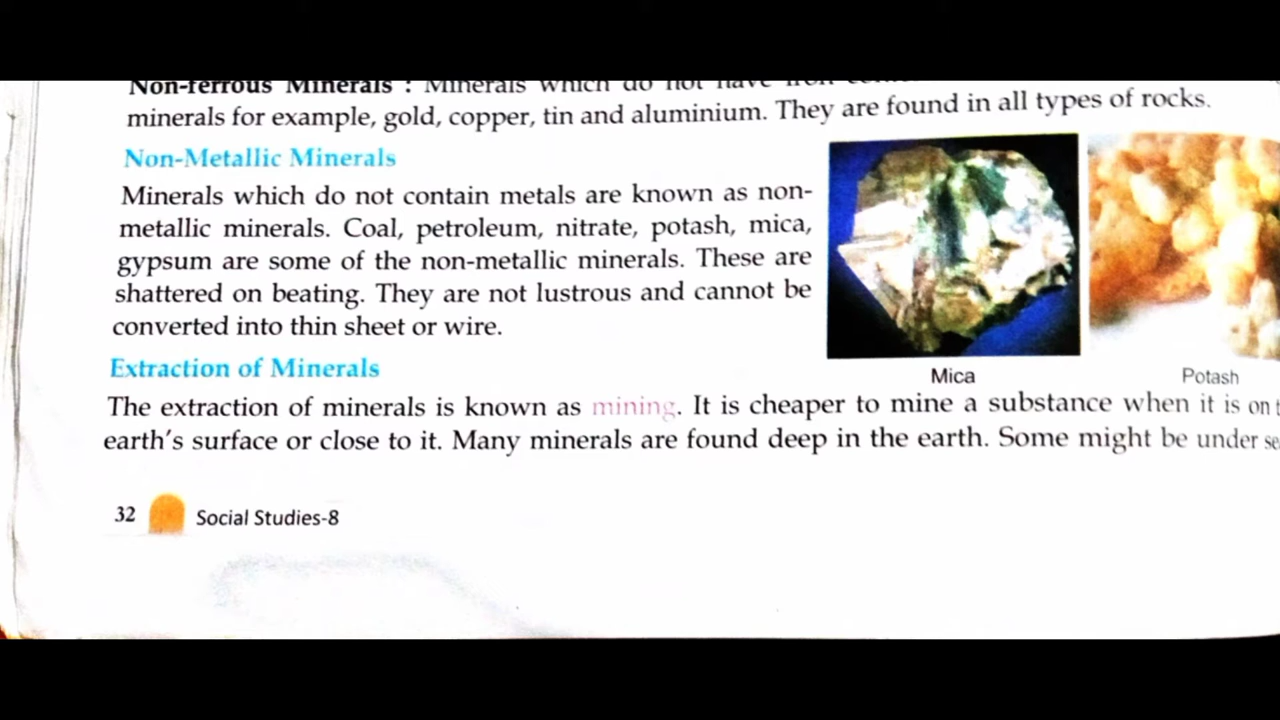 Non-ferrous Minerals : Minerals which do not have iron
minerals for example, gold, copper, tin and aluminium. They are found in all types of rocks.
Non-Metallic Minerals
Minerals which do not contain metals are known as non-
metallic minerals. Coal, petroleum, nitrate, potash, mica,
gypsum are some of the non-metallic minerals. These are
shattered on beating. They are not lustrous and cannot be
converted into thin sheet or wire.
Mica
Potash
Extraction of Minerals
The extraction of minerals is known as mining. It is cheaper to mine a substance when it is on
earth's surface or close to it. Many minerals are found deep in the earth. Some might be under
32
Social Studies-8